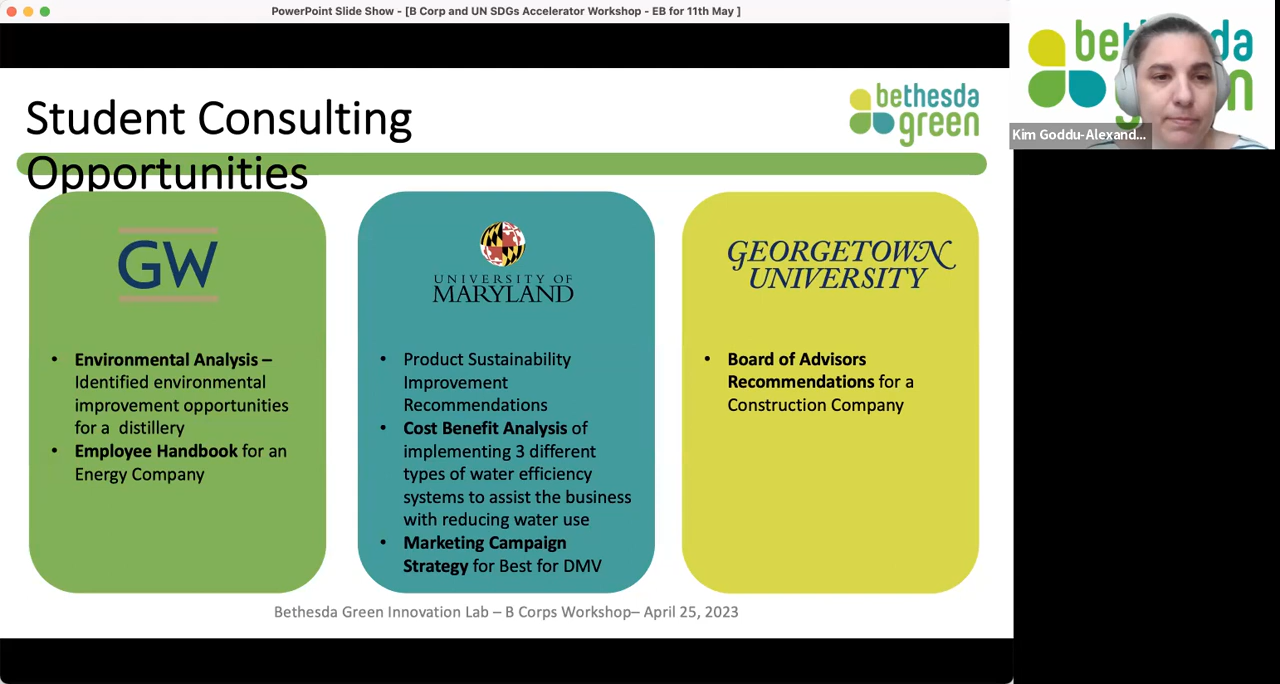 PowerPoint Slide Show - [B Corp and UN SDGs Accelerator Workshop - EB for 11th May ]
Student Consulting
Opportunities
bethesda
green
GW
• Environmental Analysis –
Identified environmental
improvement opportunities
for a distillery
• Employee Handbook for an
Energy Company
UNIVERSITY OF
MARYLAND
• Product Sustainability
Improvement
Recommendations
• Cost Benefit Analysis of
implementing 3 different
types of water efficiency
systems to assist the business
with reducing water use
• Marketing Campaign
Strategy for Best for DMV
GEORGETOWN
UNIVERSITY
• Board of Advisors
Recommendations for a
Construction Company
Bethesda Green Innovation Lab – B Corps Workshop– April 25, 2023
Kim Goddu-Alexand...